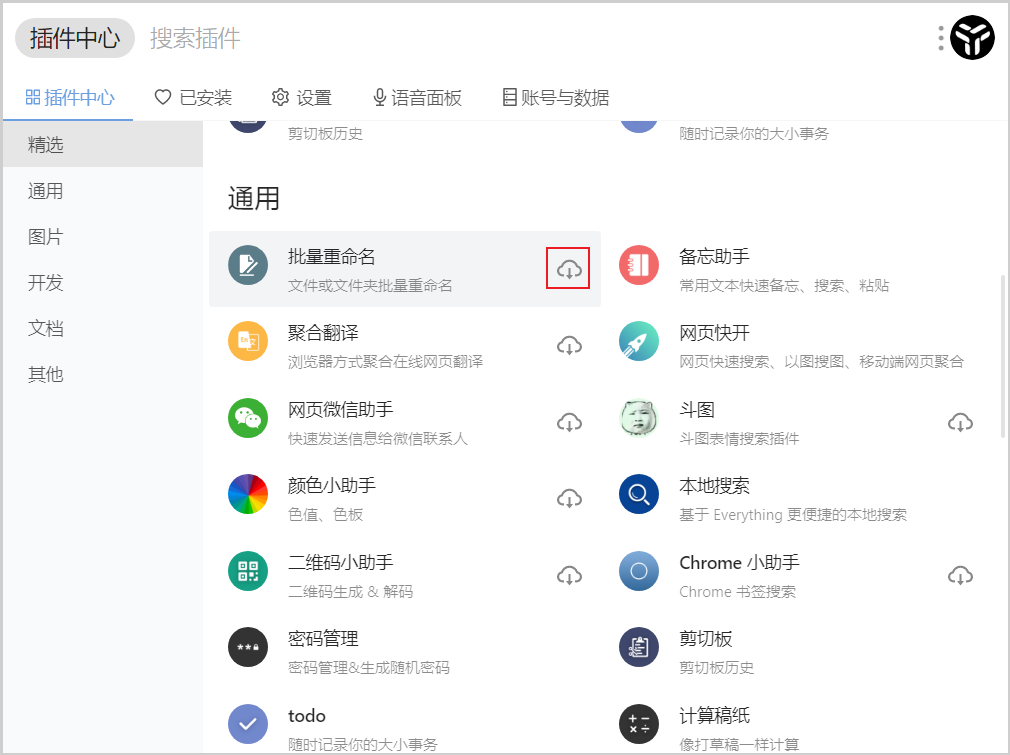 插件中心 搜索插件
插件中心 已安装 设置 语音面板 账号与数据
精选
通用
图片
开发
文档
其他
剪切板历史
随时记录你的大小事务
通用
批量重命名
文件或文件夹批量重命名
备忘助手
常用文本快速备忘、搜索、粘贴
聚合翻译
浏览器方式聚合在线网页翻译
网页快开
网页快速搜索、以图搜图、移动端网页聚合
网页微信助手
快速发送信息给微信联系人
斗图
斗图表情搜索插件
颜色小助手
色值、色板
本地搜索
基于 Everything 更便捷的本地搜索
二维码小助手
二维码生成 & 解码
Chrome 小助手
Chrome 书签搜索
密码管理
密码管理&生成随机密码
剪切板
剪切板历史
todo
随时记录你的大小事务
计算稿纸
像打草稿一样计算